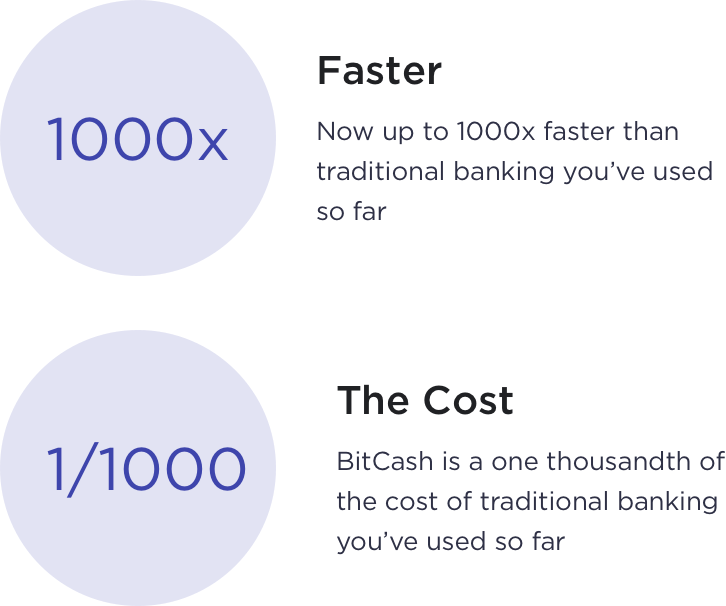 1000x
Faster
Now up to 1000x faster than
traditional banking you’ve used
so far
1/1000
The Cost
BitCash is a one thousandth of
the cost of traditional banking
you’ve used so far